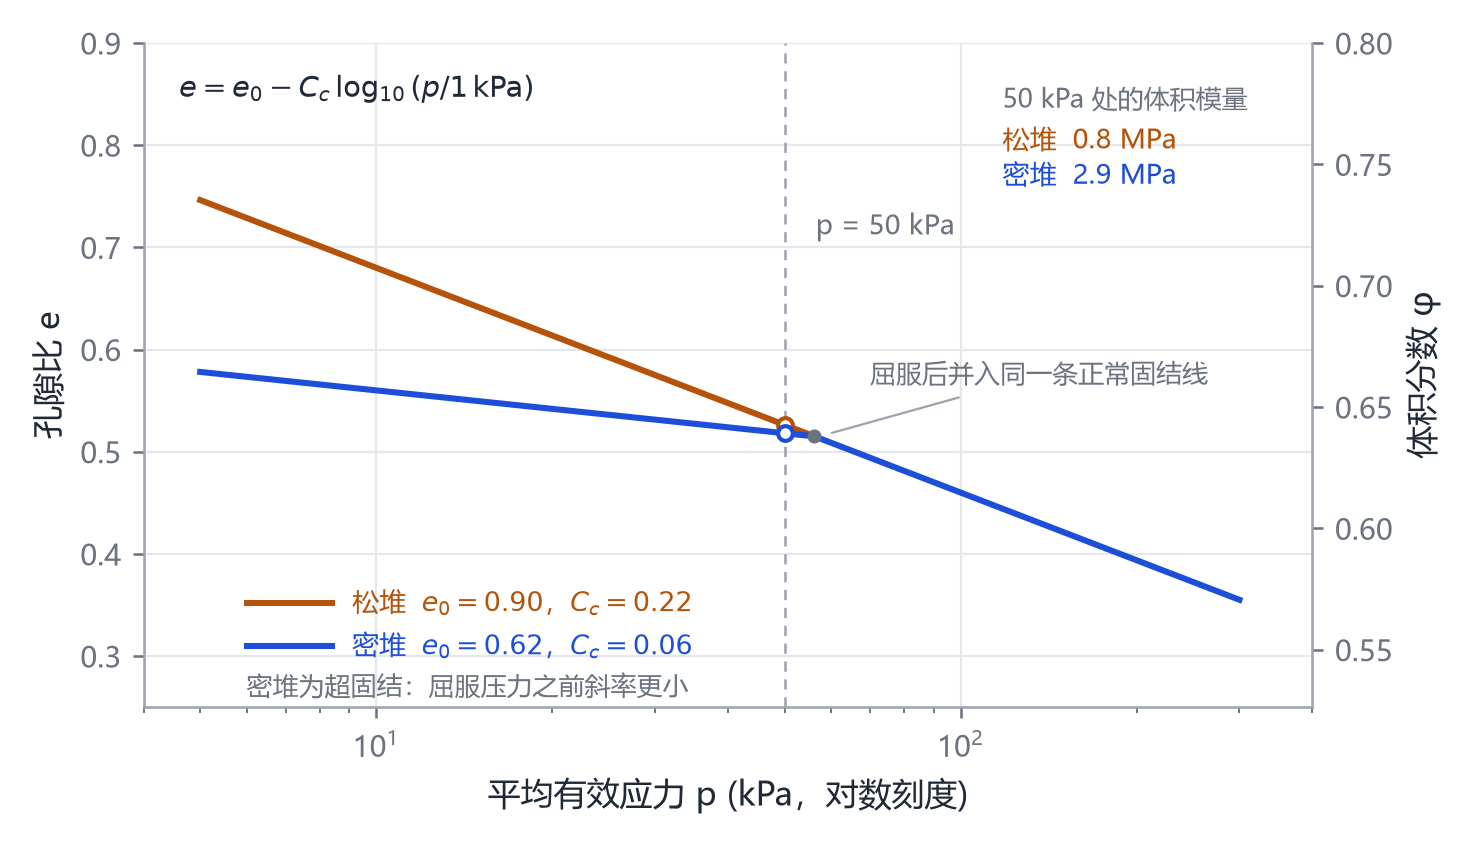 e = e₀ − C_c log₁₀ (p/1 kPa)
50 kPa 处的体积模量
松堆 0.8 MPa
密堆 2.9 MPa
p = 50 kPa
屈服后并入同一条正常固结线
松堆 e₀ = 0.90, C_c = 0.22
密堆 e₀ = 0.62, C_c = 0.06
密堆为超固结：屈服压力之前斜率更小
孔隙比 e
0.9
0.8
0.7
0.6
0.5
0.4
0.3
体积分数 φ
0.80
0.75
0.70
0.65
0.60
0.55
10¹
10²
平均有效应力 p (kPa，对数刻度)